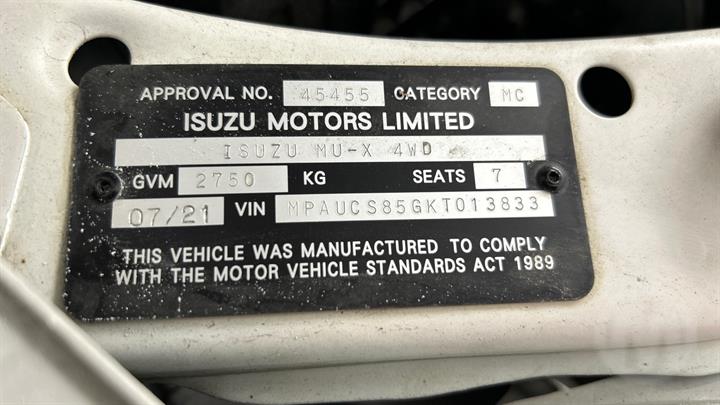 APPROVAL NO. 45455 CATEGORY MC
ISUZU MOTORS LIMITED
ISUZU MU-X 4WD
GVM 2750 KG SEATS 7
07/21 VIN MPAUCS85GKT013833
THIS VEHICLE WAS MANUFACTURED TO COMPLY
WITH THE MOTOR VEHICLE STANDARDS ACT 1989